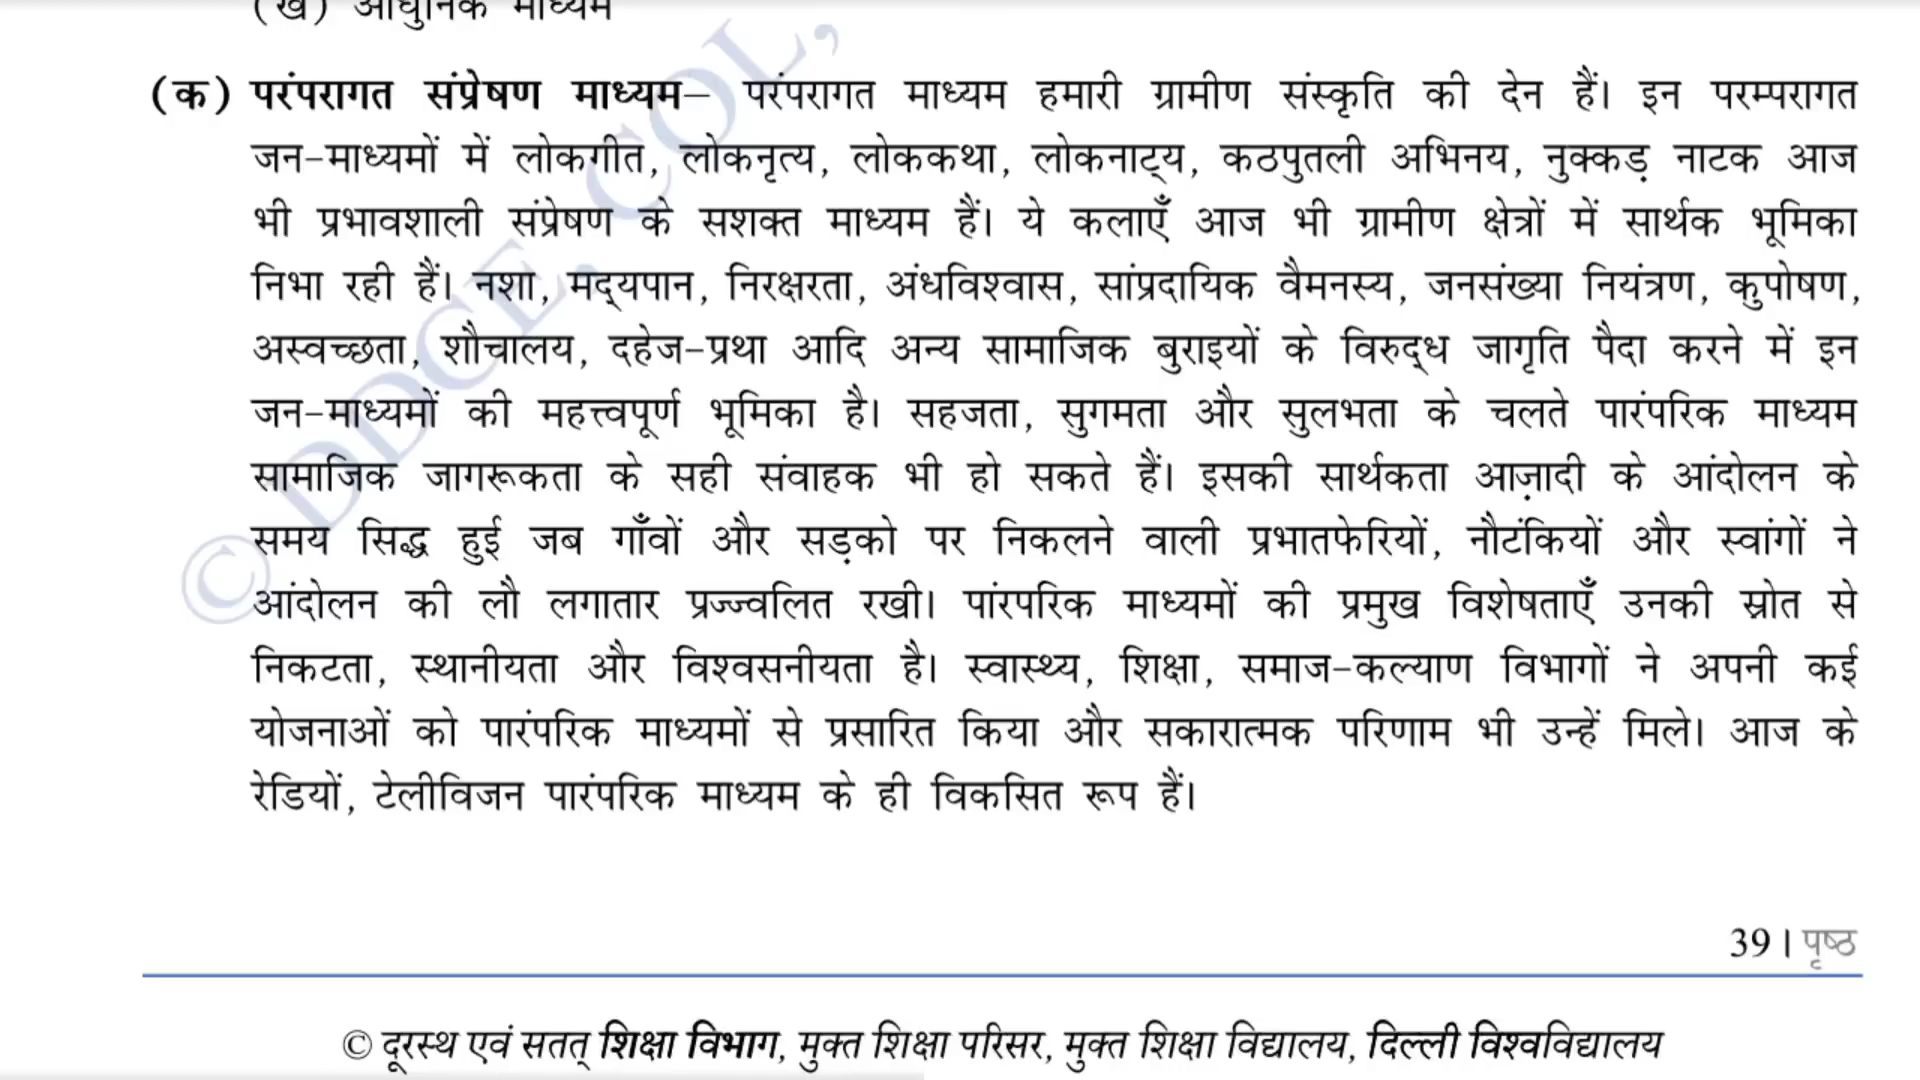 (ख) आधुनिक माध्यम
(क) परंपरागत संप्रेषण माध्यम– परंपरागत माध्यम हमारी ग्रामीण संस्कृति की देन हैं। इन परम्परागत
जन-माध्यमों में लोकगीत, लोकनृत्य, लोककथा, लोकनाट्य, कठपुतली अभिनय, नुक्कड़ नाटक आज
भी प्रभावशाली संप्रेषण के सशक्त माध्यम हैं। ये कलाएँ आज भी ग्रामीण क्षेत्रों में सार्थक भूमिका
निभा रही हैं। नशा, मद्‌यपान, निरक्षरता, अंधविश्वास, सांप्रदायिक वैमनस्य, जनसंख्या नियंत्रण, कुपोषण,
अस्वच्छता, शौचालय, दहेज-प्रथा आदि अन्य सामाजिक बुराइयों के विरुद्‌ध जागृति पैदा करने में इन
जन-माध्यमों की महत्त्वपूर्ण भूमिका है। सहजता, सुगमता और सुलभता के चलते पारंपरिक माध्यम
सामाजिक जागरूकता के सही संवाहक भी हो सकते हैं। इसकी सार्थकता आज़ादी के आंदोलन के
समय सिद्ध हुई जब गाँवों और सड़को पर निकलने वाली प्रभातफेरियों, नौटंकियों और स्वांगों ने
आंदोलन की लौ लगातार प्रज्ज्वलित रखी। पांरपरिक माध्यमों की प्रमुख विशेषताएँ उनकी स्रोत से
निकटता, स्थानीयता और विश्वसनीयता है। स्वास्थ्य, शिक्षा, समाज-कल्याण विभागों ने अपनी कई
योजनाओं को पारंपरिक माध्यमों से प्रसारित किया और सकारात्मक परिणाम भी उन्हें मिले। आज के
रेडियों, टेलीविजन पारंपरिक माध्यम के ही विकसित रूप हैं।
© DDCE, COL,
39 | पृष्ठ
© दूरस्थ एवं सतत् शिक्षा विभाग, मुक्त शिक्षा परिसर, मुक्त शिक्षा विद्यालय, दिल्ली विश्वविद्यालय